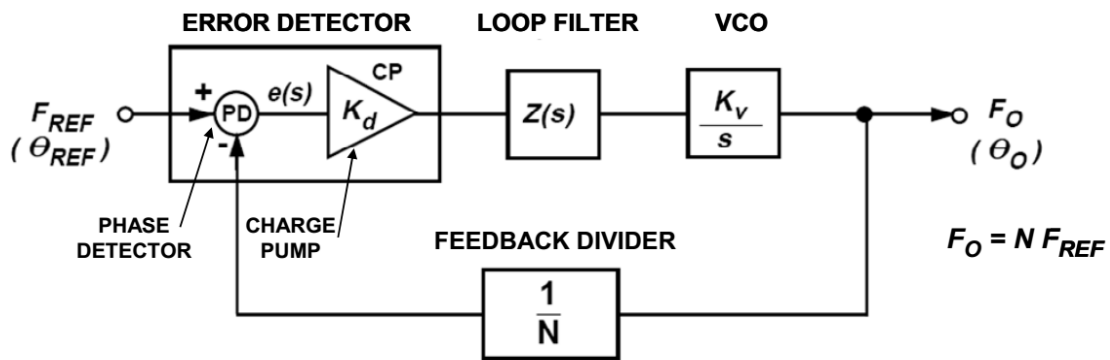 ERROR DETECTOR
LOOP FILTER
VCO
CP
+
PD
e(s)
K_d
Z(s)
K_v
s
F_REF
( θ_REF )
F_O
( θ_O )
-
PHASE
DETECTOR
CHARGE
PUMP
FEEDBACK DIVIDER
F_O = N F_REF
1
N